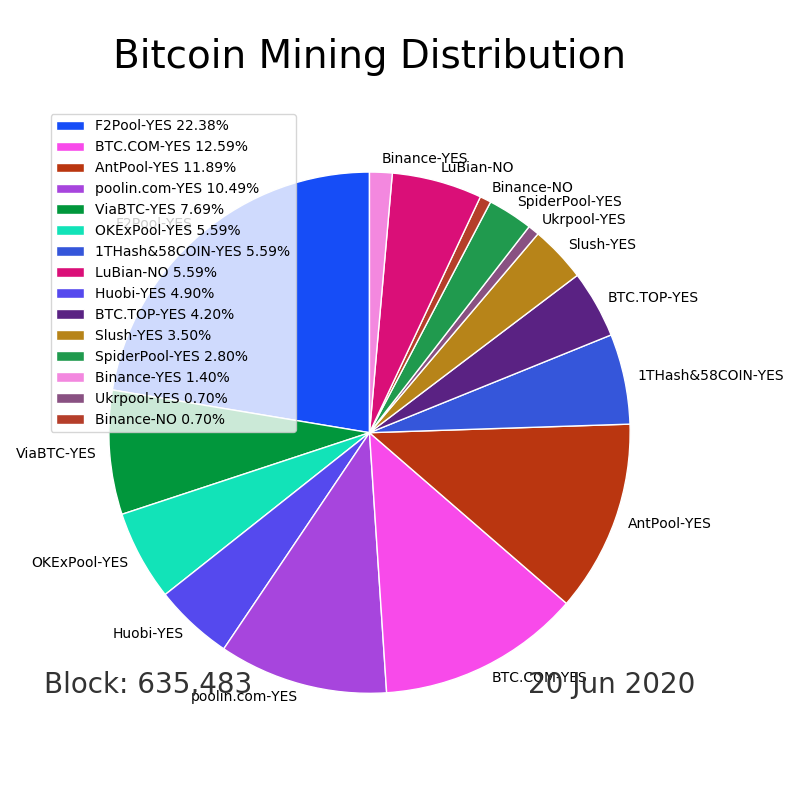 Bitcoin Mining Distribution
F2Pool-YES 22.38%
BTC.COM-YES 12.59%
AntPool-YES 11.89%
poolin.com-YES 10.49%
ViaBTC-YES 7.69%
OKExPool-YES 5.59%
1THash&58COIN-YES 5.59%
LuBian-NO 5.59%
Huobi-YES 4.90%
BTC.TOP-YES 4.20%
Slush-YES 3.50%
SpiderPool-YES 2.80%
Binance-YES 1.40%
Ukrpool-YES 0.70%
Binance-NO 0.70%
F2Pool-YES
Binance-YES
LuBian-NO
Binance-NO
SpiderPool-YES
Ukrpool-YES
Slush-YES
BTC.TOP-YES
1THash&58COIN-YES
AntPool-YES
BTC.COM-YES
poolin.com-YES
Huobi-YES
OKExPool-YES
ViaBTC-YES
Block: 635,483
20 Jun 2020